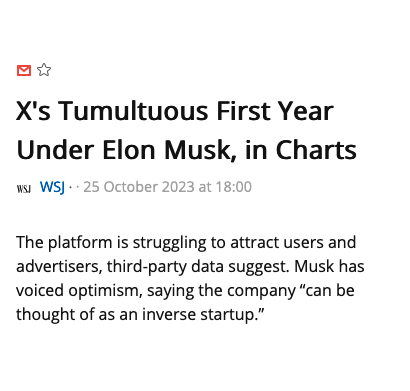 X's Tumultuous First Year
Under Elon Musk, in Charts
WSJ WSJ · · 25 October 2023 at 18:00
The platform is struggling to attract users and
advertisers, third-party data suggest. Musk has
voiced optimism, saying the company “can be
thought of as an inverse startup.”